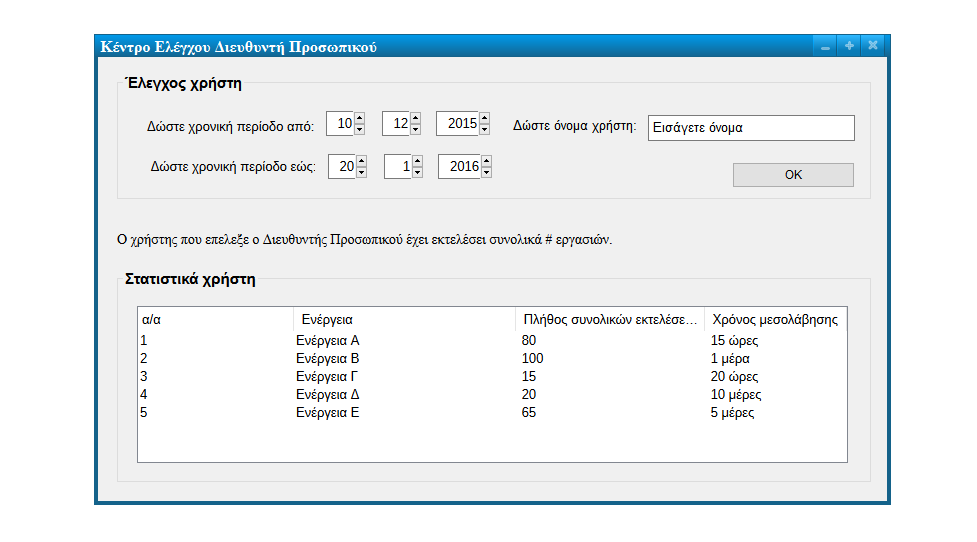 Κέντρο Ελέγχου Διευθυντή Προσωπικού
Έλεγχος χρήστη
Δώστε χρονική περίοδο από: 10 12 2015 Δώστε όνομα χρήστη: Εισάγετε όνομα
Δώστε χρονική περίοδο εώς: 20 1 2016
OK
Ο χρήστης που επελεξε ο Διευθυντής Προσωπικού έχει εκτελέσει συνολικά # εργασιών.
Στατιστικά χρήστη
α/α Ενέργεια Πλήθος συνολικών εκτελέσε... Χρόνος μεσολάβησης
1 Ενέργεια Α 80 15 ώρες
2 Ενέργεια Β 100 1 μέρα
3 Ενέργεια Γ 15 20 ώρες
4 Ενέργεια Δ 20 10 μέρες
5 Ενέργεια Ε 65 5 μέρες